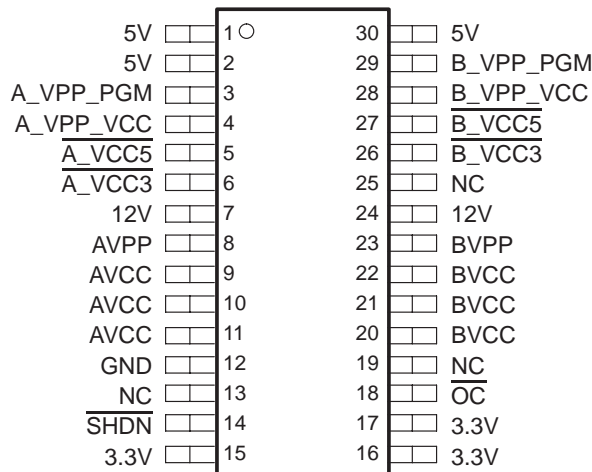 5V 1 30 5V
5V 2 29 B_VPP_PGM
A_VPP_PGM 3 28 B_VPP_VCC
A_VPP_VCC 4 27 B_VCC5
A_VCC5 5 26 B_VCC3
A_VCC3 6 25 NC
12V 7 24 12V
AVPP 8 23 BVPP
AVCC 9 22 BVCC
AVCC 10 21 BVCC
AVCC 11 20 BVCC
GND 12 19 NC
NC 13 18 OC
SHDN 14 17 3.3V
3.3V 15 16 3.3V